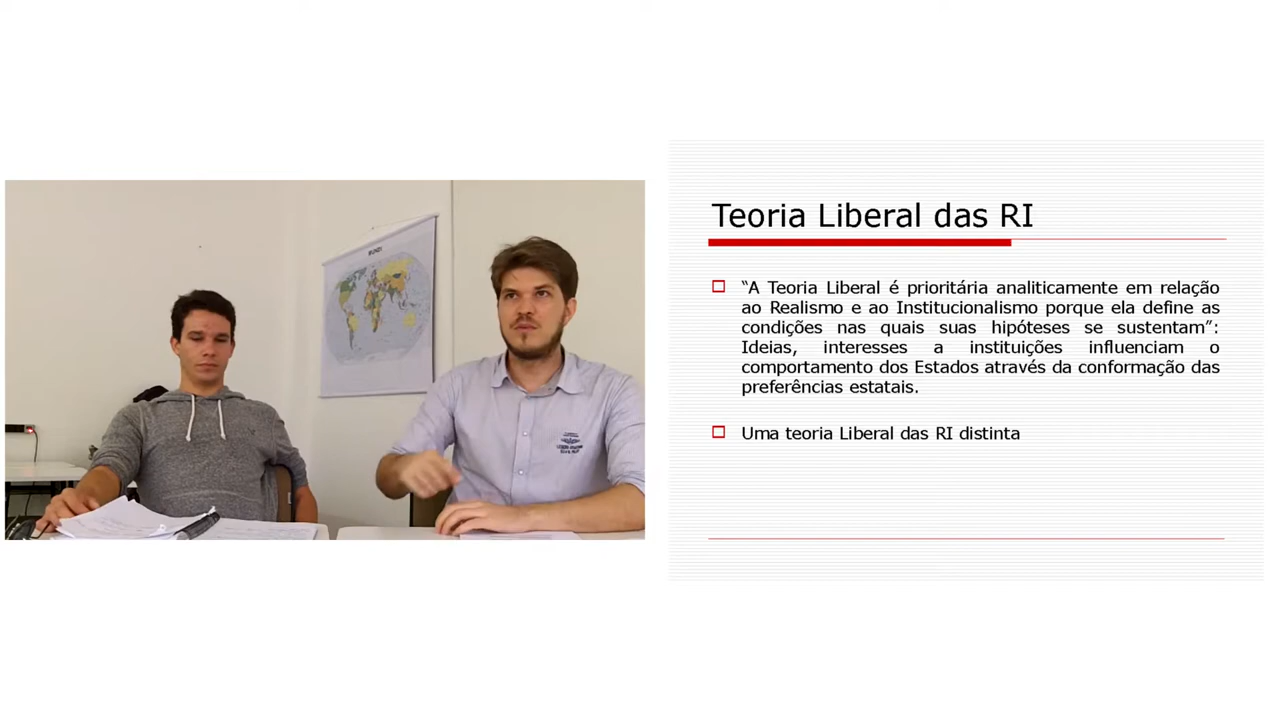 MUNDI
Teoria Liberal das RI
“A Teoria Liberal é prioritária analiticamente em relação
ao Realismo e ao Institucionalismo porque ela define as
condições nas quais suas hipóteses se sustentam”:
Ideias, interesses a instituições influenciam o
comportamento dos Estados através da conformação das
preferências estatais.
Uma teoria Liberal das RI distinta